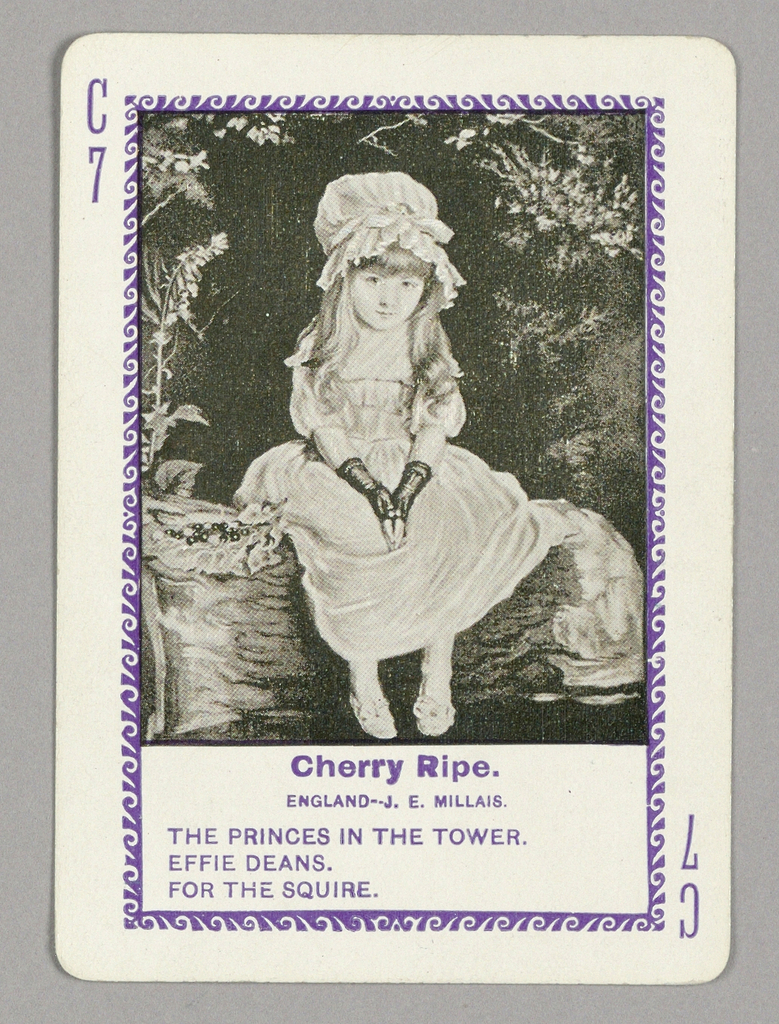 C
7
Cherry Ripe.
ENGLAND--J. E. MILLAIS.
THE PRINCES IN THE TOWER.
EFFIE DEANS.
FOR THE SQUIRE.
7
C